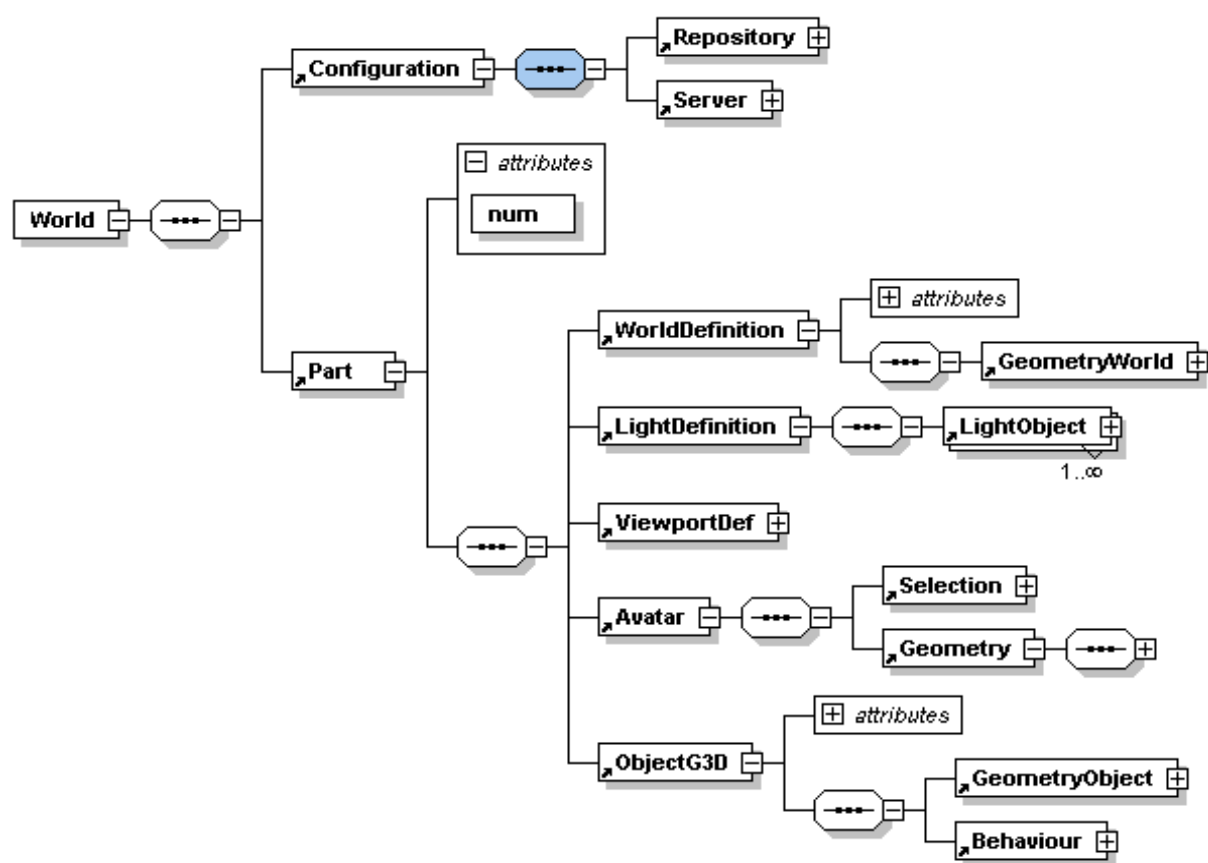 Repository
Configuration
Server
attributes
num
World
attributes
WorldDefinition
GeometryWorld
Part
LightDefinition
LightObject
1..∞
ViewportDef
Selection
Avatar
Geometry
attributes
ObjectG3D
GeometryObject
Behaviour